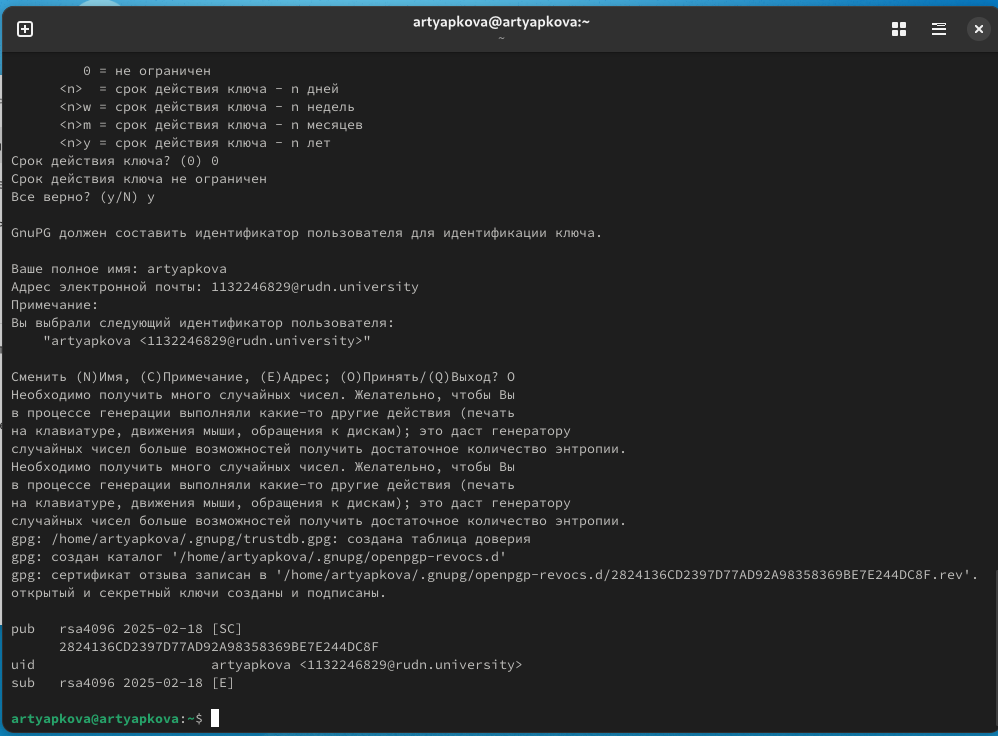 artyapkova@artyapkova:~
~
0 = не ограничен
<n>  = срок действия ключа - n дней
<n>w = срок действия ключа - n недель
<n>m = срок действия ключа - n месяцев
<n>y = срок действия ключа - n лет
Срок действия ключа? (0) 0
Срок действия ключа не ограничен
Все верно? (y/N) y
GnuPG должен составить идентификатор пользователя для идентификации ключа.
Ваше полное имя: artyapkova
Адрес электронной почты: 1132246829@rudn.university
Примечание:
Вы выбрали следующий идентификатор пользователя:
"artyapkova <1132246829@rudn.university>"
Сменить (N)Имя, (C)Примечание, (E)Адрес; (O)Принять/(Q)Выход? O
Необходимо получить много случайных чисел. Желательно, чтобы Вы
в процессе генерации выполняли какие-то другие действия (печать
на клавиатуре, движения мыши, обращения к дискам); это даст генератору
случайных чисел больше возможностей получить достаточное количество энтропии.
Необходимо получить много случайных чисел. Желательно, чтобы Вы
в процессе генерации выполняли какие-то другие действия (печать
на клавиатуре, движения мыши, обращения к дискам); это даст генератору
случайных чисел больше возможностей получить достаточное количество энтропии.
gpg: /home/artyapkova/.gnupg/trustdb.gpg: создана таблица доверия
gpg: создан каталог '/home/artyapkova/.gnupg/openpgp-revocs.d'
gpg: сертификат отзыва записан в '/home/artyapkova/.gnupg/openpgp-revocs.d/2824136CD2397D77AD92A98358369BE7E244DC8F.rev'.
открытый и секретный ключи созданы и подписаны.
pub   rsa4096 2025-02-18 [SC]
2824136CD2397D77AD92A98358369BE7E244DC8F
uid                      artyapkova <1132246829@rudn.university>
sub   rsa4096 2025-02-18 [E]
artyapkova@artyapkova:~$